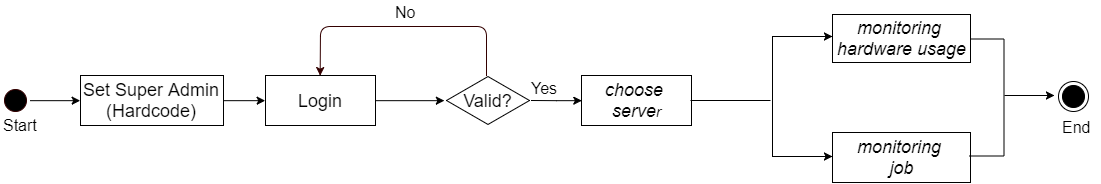 No
monitoring
hardware usage
Set Super Admin
(Hardcode)
Login
Valid?
Yes
choose
server
Start
End
monitoring
job